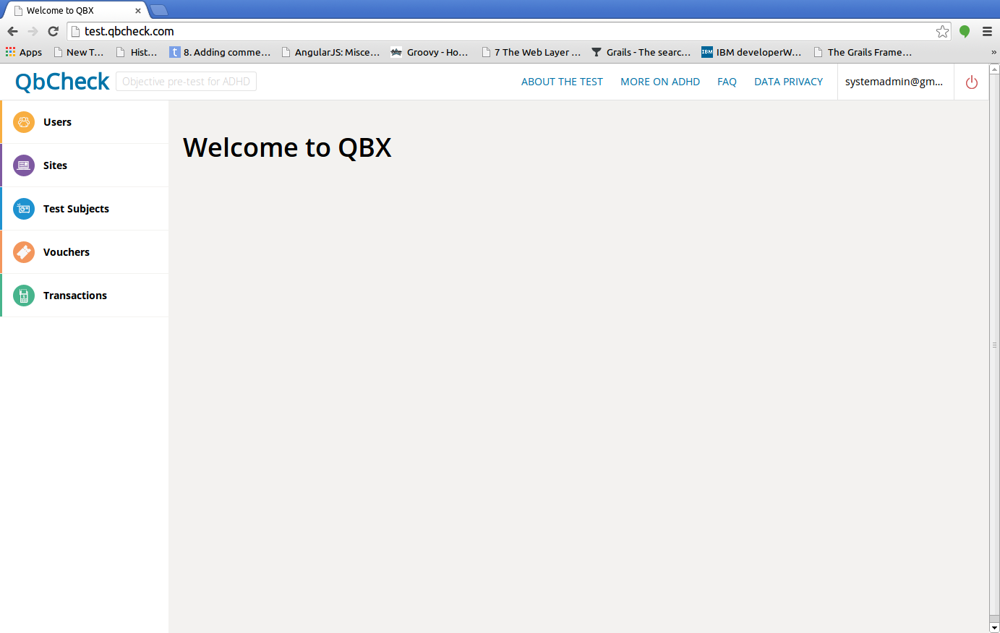 Welcome to QBX
test.qbcheck.com
Apps New T... Hist... 8. Adding comme... AngularJS: Misce... Groovy - Ho... 7 The Web Layer ... Grails - The searc... IBM IBM developerW... The Grails Frame... »
QbCheck Objective pre-test for ADHD ABOUT THE TEST MORE ON ADHD FAQ DATA PRIVACY systemadmin@gm...
Users
Sites
Test Subjects
Vouchers
Transactions
Welcome to QBX